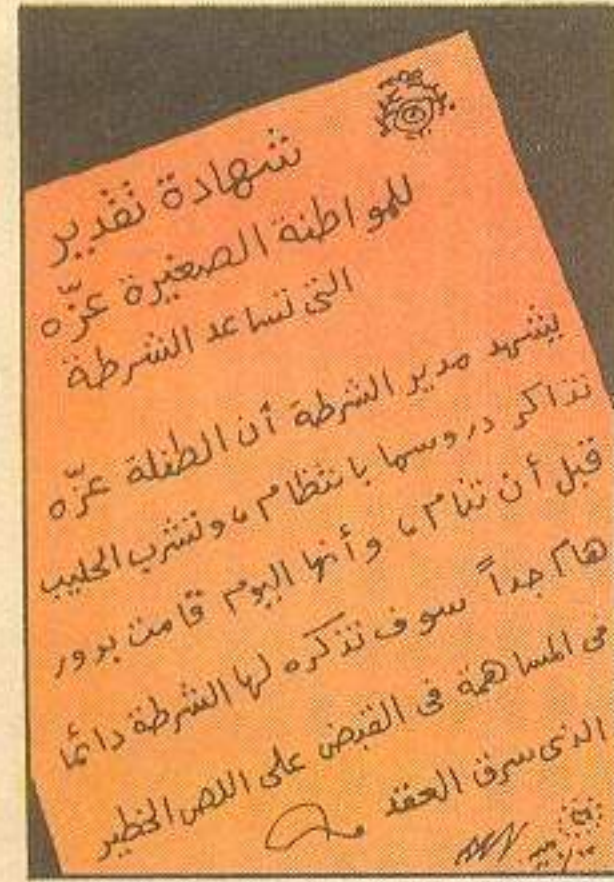 شهادة تقدير
للمواطنة الصغيرة عزّه
التى تساعد الشرطة
يشهد مدير الشرطة أن الطفلة عزّه
تذاكر دروسها بانتظام، وتشرب الحليب
قبل أن تنام، وأنها اليوم قامت بدور
هام جداً سوف تذكره لها الشرطة دائمًا
فى المساهمة فى القبض على اللص الخطير
الذى سرق العقد